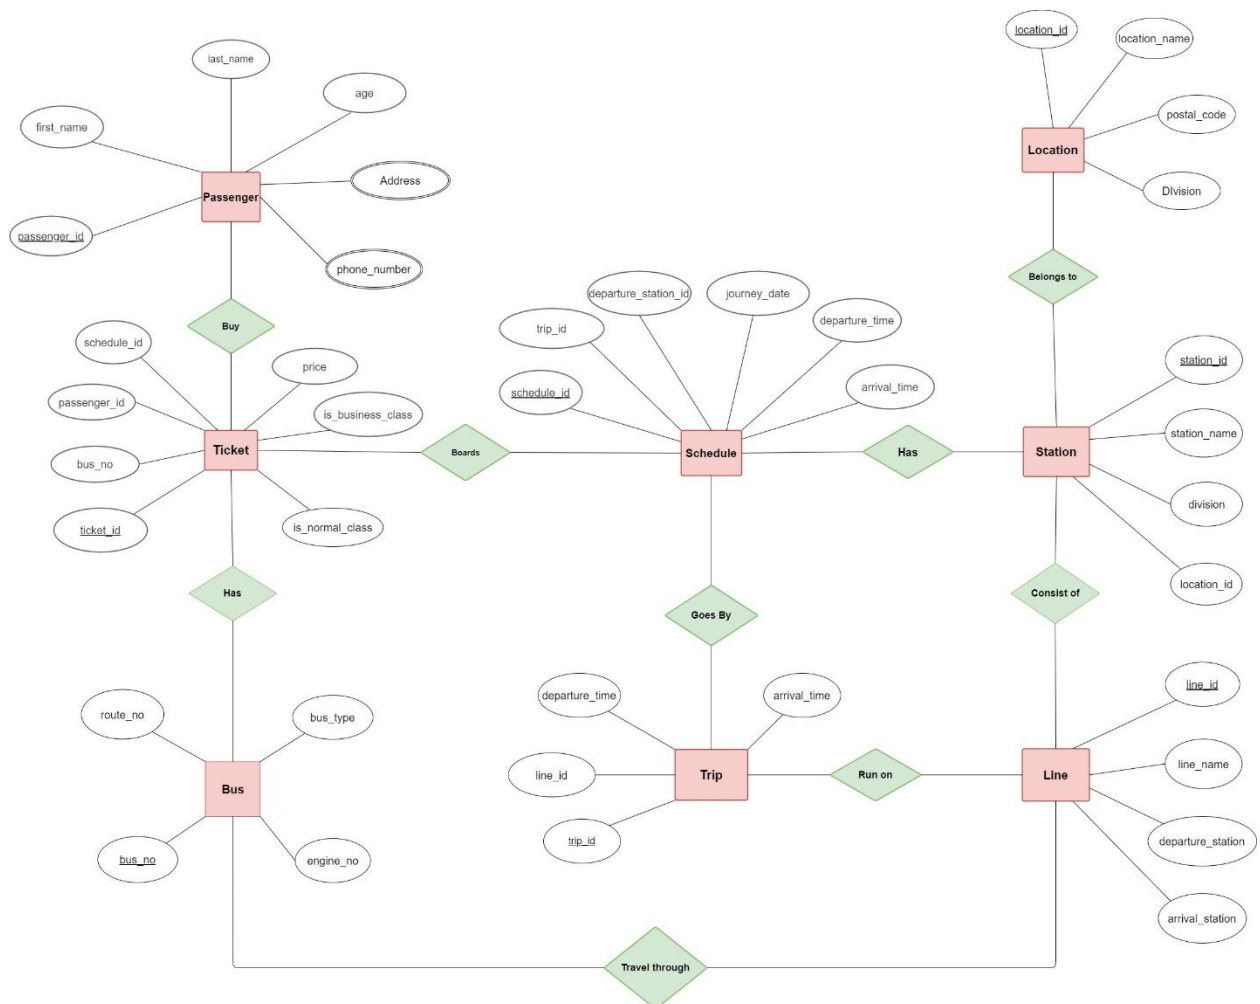 location_id
location_name
last_name
age
first_name
postal_code
Location
Address
Passenger
DIvision
passenger_id
phone_number
Belongs to
departure_station_id
journey_date
Buy
trip_id
departure_time
schedule_id
price
station_id
passenger_id
is_business_class
schedule_id
arrival_time
station_name
Ticket
Boards
Schedule
Has
Station
bus_no
division
ticket_id
is_normal_class
location_id
Has
Consist of
Goes By
line_id
departure_time
arrival_time
route_no
bus_type
line_name
line_id
Trip
Run on
LIne
Bus
trip_id
departure_station
bus_no
engine_no
arrival_station
Travel through